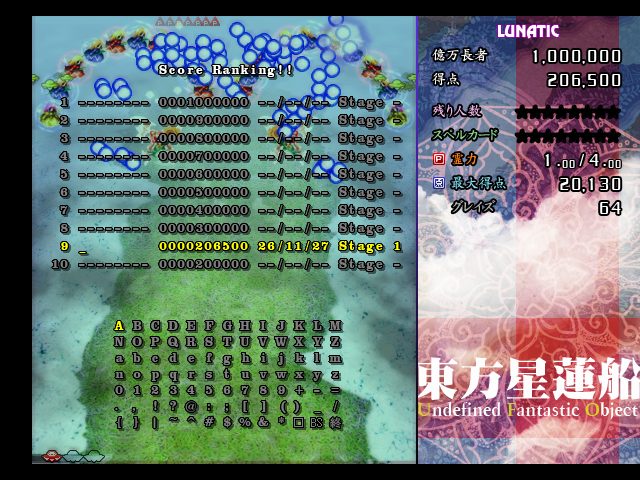 Score Ranking!!
1 -------- 0001000000 --/--/-- Stage -
2 -------- 0000900000 --/--/-- Stage -
3 -------- 0000800000 --/--/-- Stage -
4 -------- 0000700000 --/--/-- Stage -
5 -------- 0000600000 --/--/-- Stage -
6 -------- 0000500000 --/--/-- Stage -
7 -------- 0000400000 --/--/-- Stage -
8 -------- 0000300000 --/--/-- Stage -
9 _ 0000206500 26/11/27 Stage 1
10 -------- 0000200000 --/--/-- Stage -
A B C D E F G H I J K L M
N O P Q R S T U V W X Y Z
a b c d e f g h i j k l m
n o p q r s t u v w x y z
0 1 2 3 4 5 6 7 8 9 + - =
. , ! ? @ : ; [ ] ( ) _ /
{ } | ~ ^ # $ % & * □ BS 終
LUNATIC
億万長者 1,000,000
得点 206,500
残り人数 ★★★★★★★★
スペルカード ★★★★★★★★
P 霊力 1.00/4.00
点 最大得点 20,130
グレイズ 64
東方星蓮船
Undefined Fantastic Object